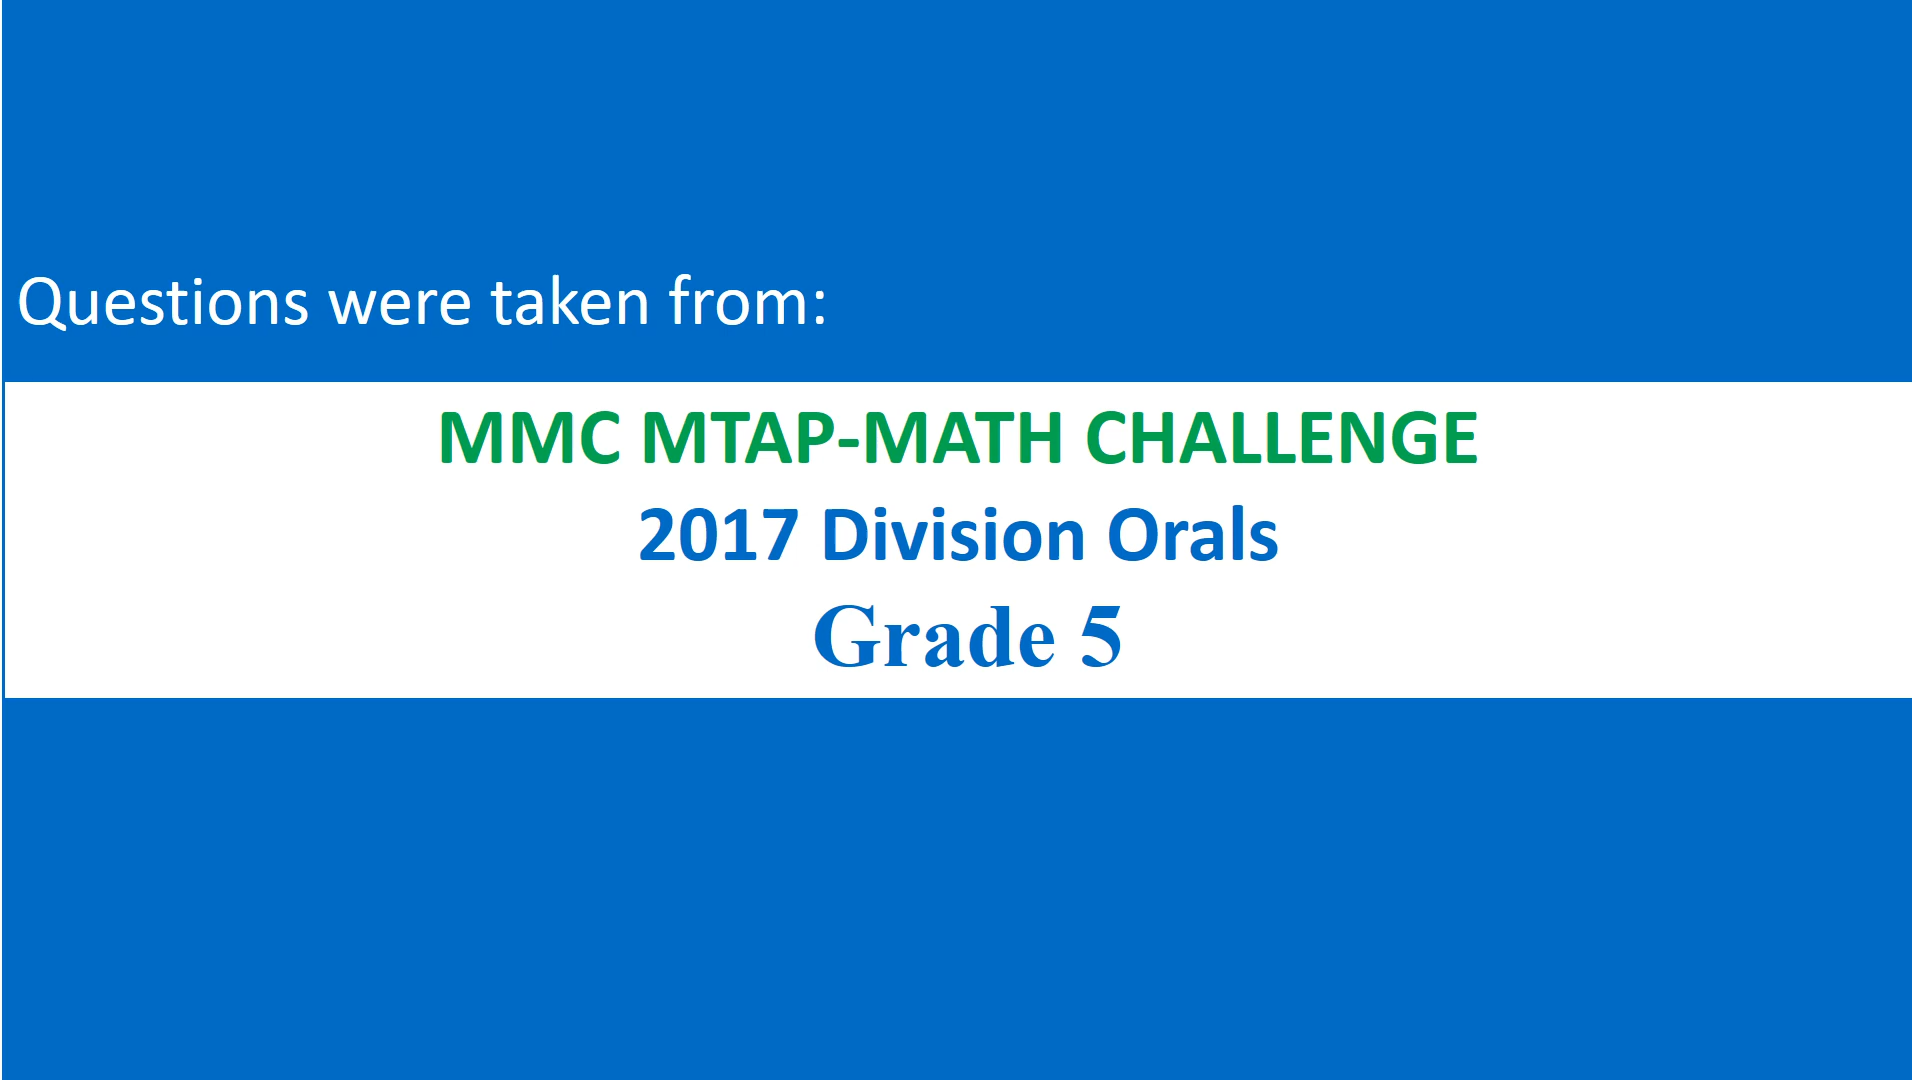 Questions were taken from:
MMC MTAP-MATH CHALLENGE
2017 Division Orals
Grade 5